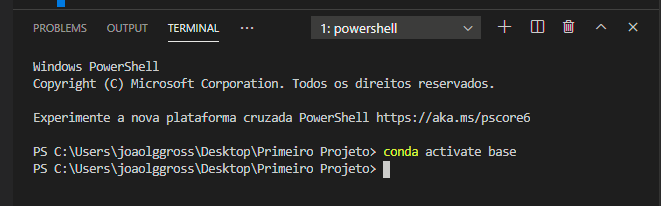 PROBLEMS OUTPUT TERMINAL ... 1: powershell
Windows PowerShell
Copyright (C) Microsoft Corporation. Todos os direitos reservados.
Experimente a nova plataforma cruzada PowerShell https://aka.ms/pscore6
PS C:\Users\joaolggross\Desktop\Primeiro Projeto> conda activate base
PS C:\Users\joaolggross\Desktop\Primeiro Projeto>